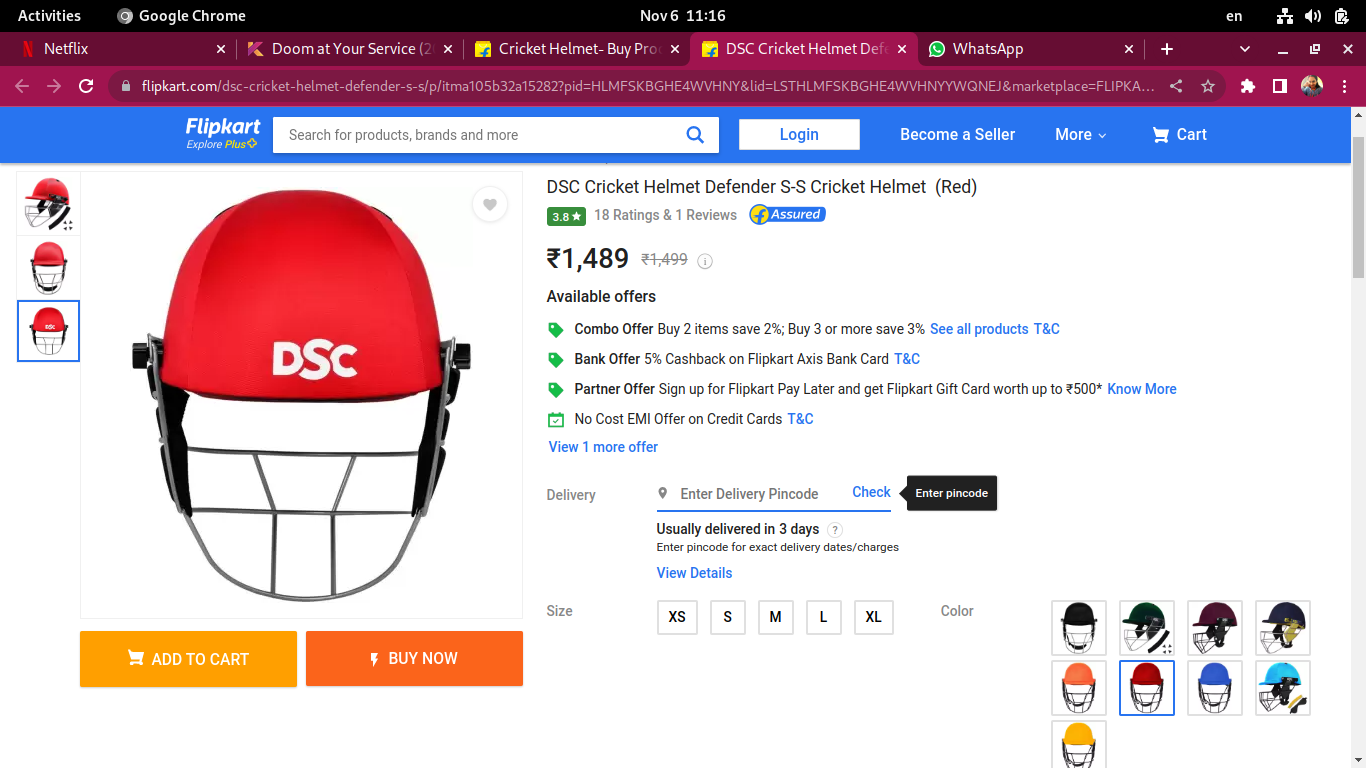 Activities
Google Chrome
Nov 6 11:16
en
Netflix
Doom at Your Service (2
Cricket Helmet- Buy Pro
DSC Cricket Helmet Defe
WhatsApp
flipkart.com/dsc-cricket-helmet-defender-s-s/p/itma105b32a15282?pid=HLMFSKBGHE4WVHNY&lid=LSTHLMFSKBGHE4WVHNYYWQNEJ&marketplace=FLIPKA...
Flipkart
Explore Plus
Search for products, brands and more
Login
Become a Seller
More
Cart
DSC Cricket Helmet Defender S-S Cricket Helmet (Red)
3.8 ★
18 Ratings & 1 Reviews
Assured
₹1,489
₹1,499
Available offers
Combo Offer Buy 2 items save 2%; Buy 3 or more save 3% See all products T&C
Bank Offer 5% Cashback on Flipkart Axis Bank Card T&C
Partner Offer Sign up for Flipkart Pay Later and get Flipkart Gift Card worth up to ₹500* Know More
No Cost EMI Offer on Credit Cards T&C
View 1 more offer
Delivery
Enter Delivery Pincode
Check
Enter pincode
Usually delivered in 3 days ?
Enter pincode for exact delivery dates/charges
View Details
Size
XS
S
M
L
XL
Color
DSC
DSC
ADD TO CART
BUY NOW